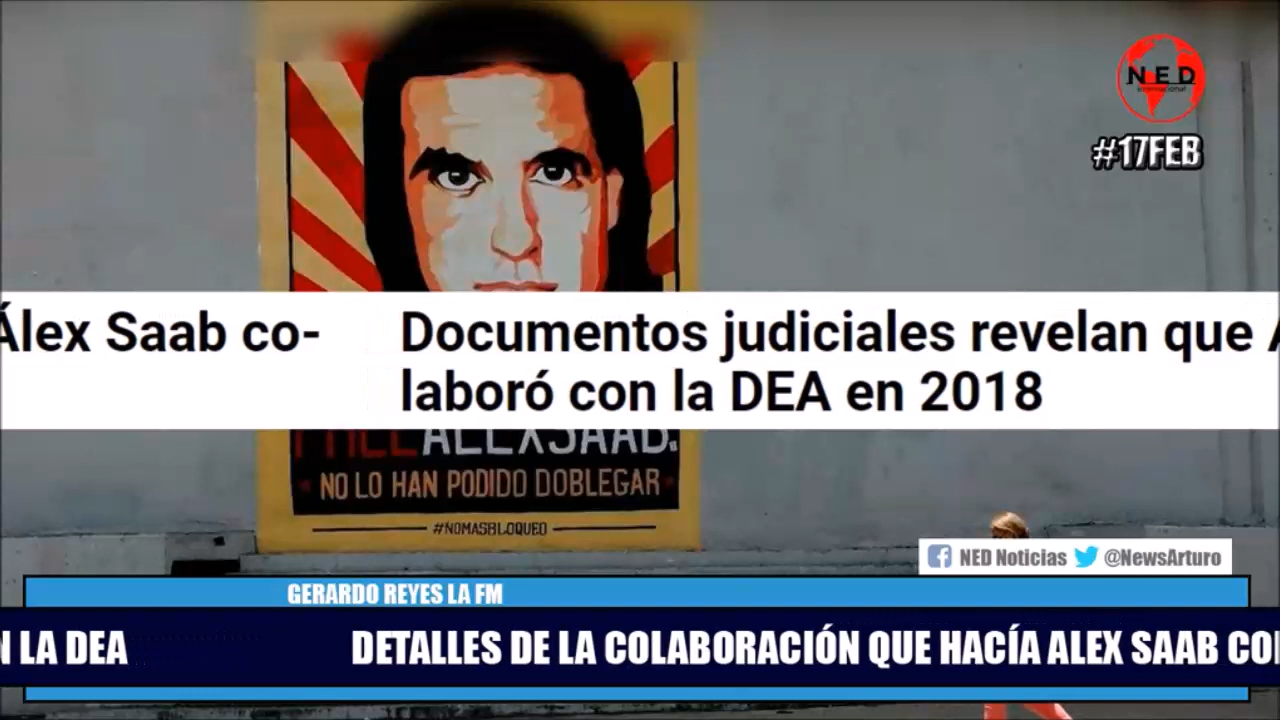 NED
international
#17FEB
Álex Saab co-
Documentos judiciales revelan que
laboró con la DEA en 2018
FREEALEXSAAB.
NO LO HAN PODIDO DOBLEGAR
#NOMASBLOQUEO
NED Noticias @NewsArturo
GERARDO REYES LA FM
LA DEA
DETALLES DE LA COLABORACIÓN QUE HACÍA ALEX SAAB